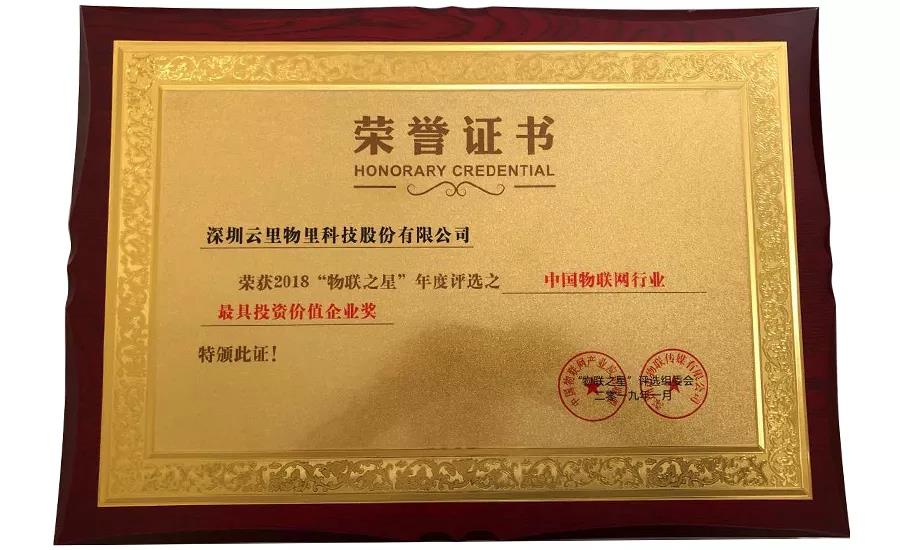 荣誉证书
HONORARY CREDENTIAL
深圳云里物里科技股份有限公司
荣获2018“物联之星”年度评选之 中国物联网行业
最具投资价值企业奖
特颁此证!
“物联之星”评选组委会
二零一九年一月